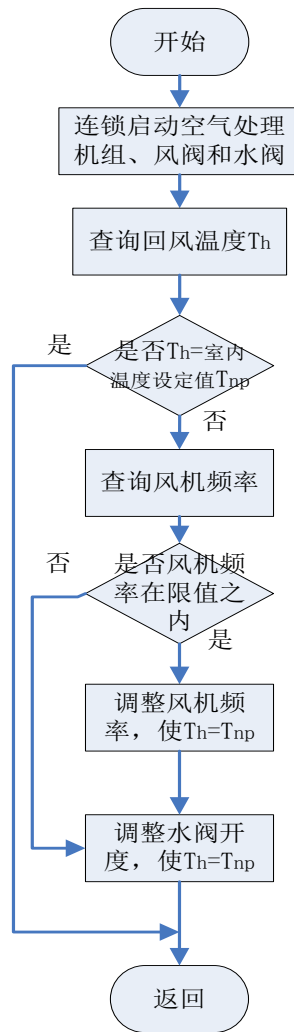 开始
连锁启动空气处理
机组、风阀和水阀
查询回风温度Th
是
是否Th=室内
温度设定值Tnp
否
查询风机频率
否
是否风机频
率在限值之
内
是
调整风机频
率，使Th=Tnp
调整水阀开
度，使Th=Tnp
返回